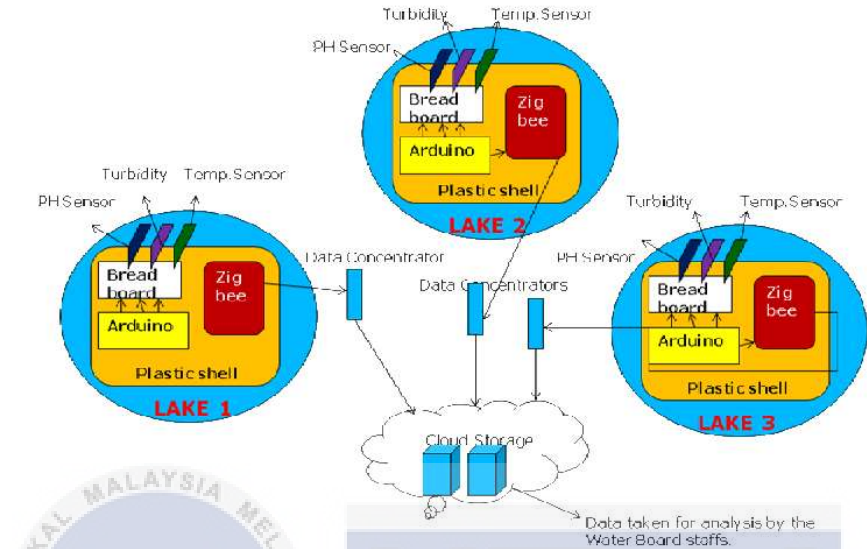 Turbidity
Temp.Sensor
PH Sensor
Bread
board
Zig
bee
Arduino
Plastic shell
LAKE 2
Turbidity
Temp.Sensor
PH Sensor
Bread
board
Zig
bee
Arduino
Plastic shell
LAKE 1
Data Concentrator
Data Concentrators
Turbidity
Temp.Sensor
PH Sensor
Bread
board
Zig
bee
Arduino
Plastic shell
LAKE 3
Cloud Storage
Data taken for analysis by the
Water Board staffs.
KAL MALAYSIA MEL